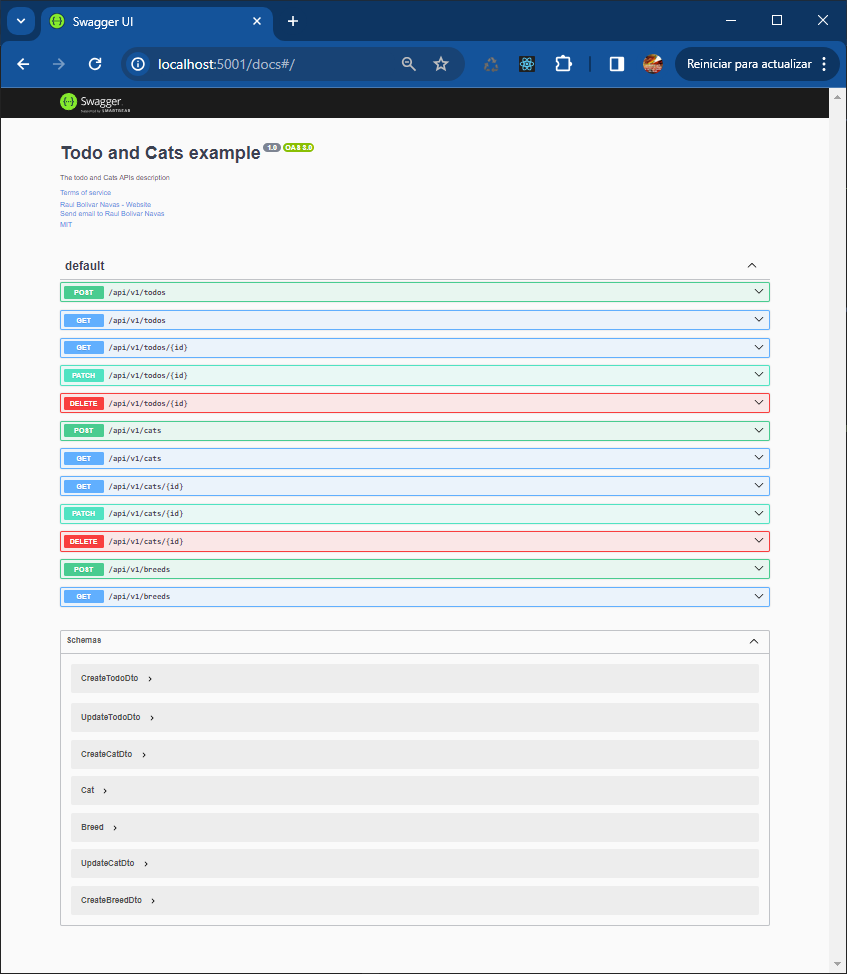 Swagger UI
localhost:5001/docs#/
Reiniciar para actualizar
Swagger
Supported by SMARTBEAR
Todo and Cats example 1.0 OAS 3.0
The todo and Cats APIs description
Terms of service
Raul Bolivar Navas - Website
Send email to Raul Bolivar Navas
MIT
default
POST /api/v1/todos
GET /api/v1/todos
GET /api/v1/todos/{id}
PATCH /api/v1/todos/{id}
DELETE /api/v1/todos/{id}
POST /api/v1/cats
GET /api/v1/cats
GET /api/v1/cats/{id}
PATCH /api/v1/cats/{id}
DELETE /api/v1/cats/{id}
POST /api/v1/breeds
GET /api/v1/breeds
Schemas
CreateTodoDto
UpdateTodoDto
CreateCatDto
Cat
Breed
UpdateCatDto
CreateBreedDto